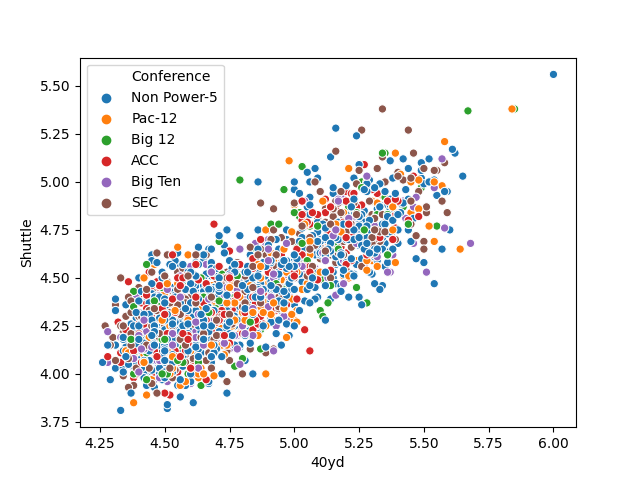 Conference
Non Power-5
Pac-12
Big 12
ACC
Big Ten
SEC
5.50
5.25
5.00
4.75
4.50
4.25
4.00
3.75
Shuttle
4.25 4.50 4.75 5.00 5.25 5.50 5.75 6.00
40yd